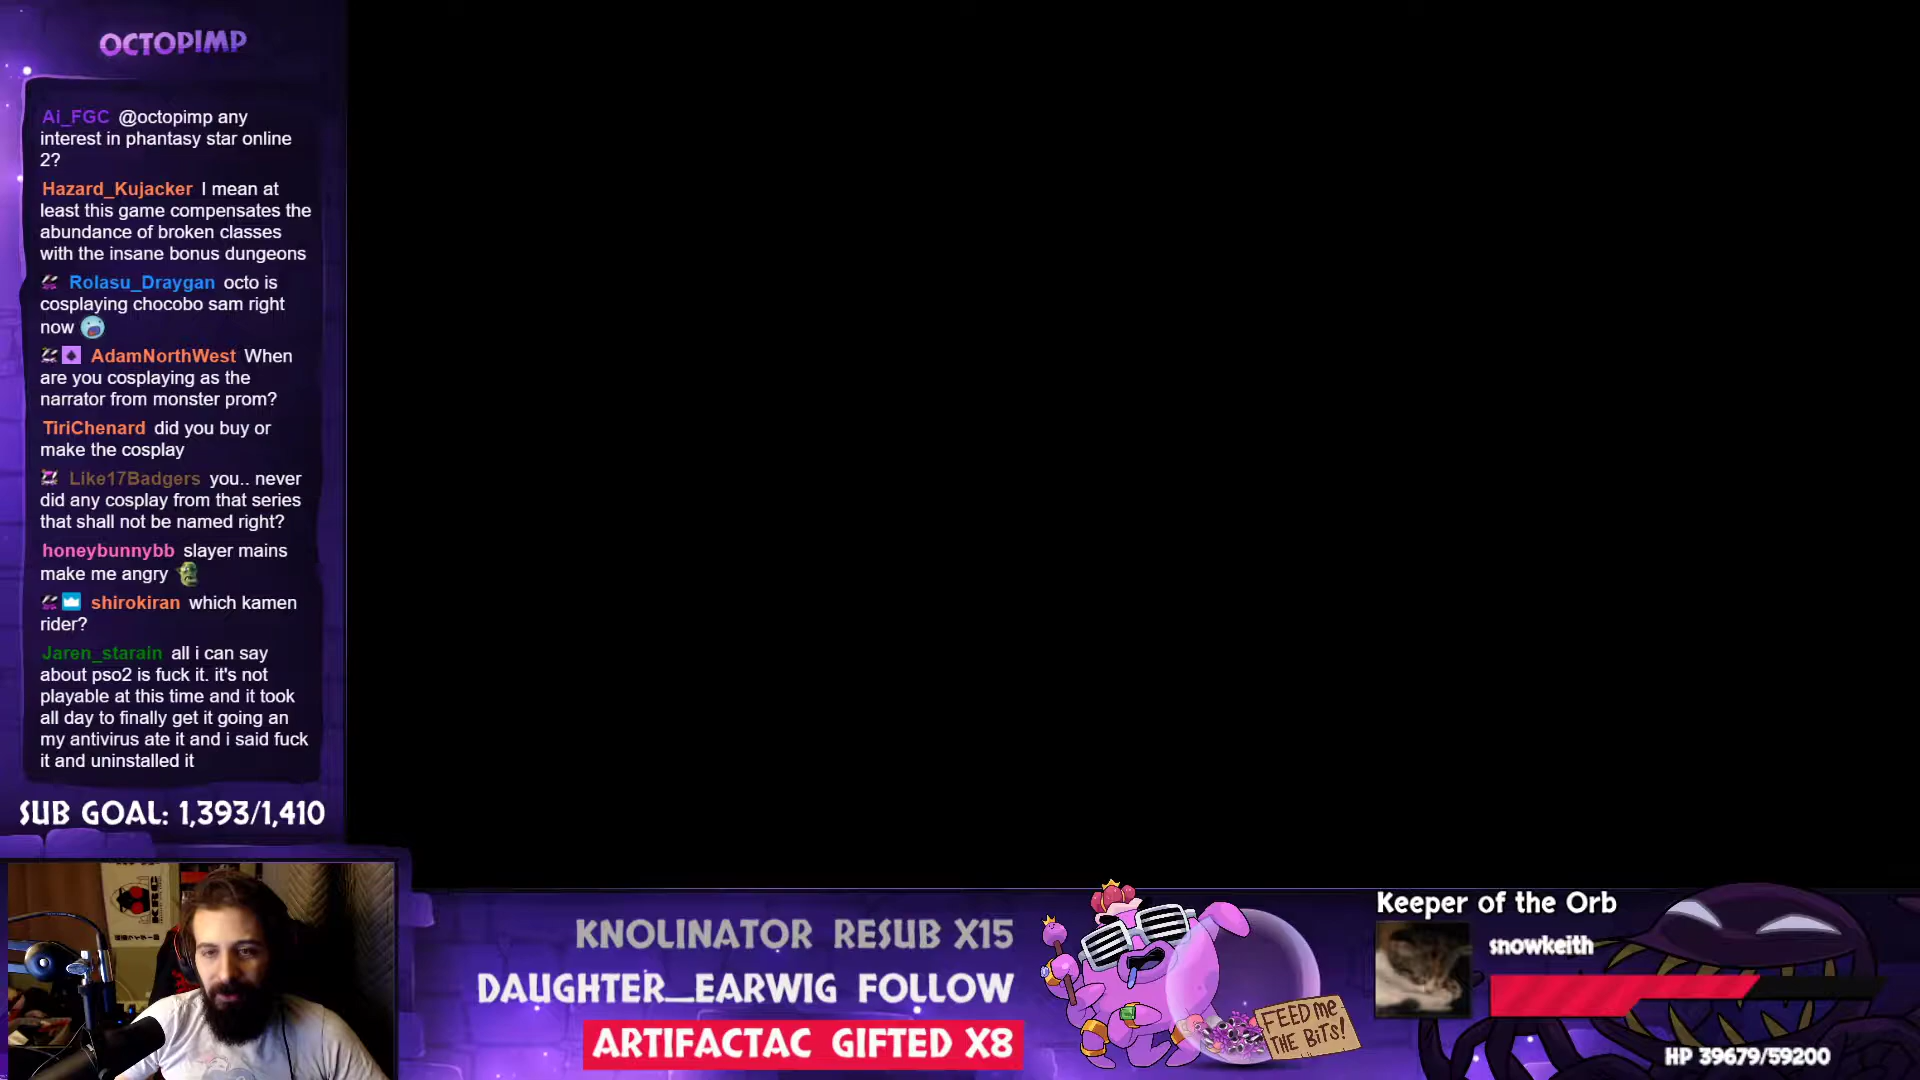 OCTOPIMP
Ai_FGC @octopimp any
interest in phantasy star online
2?
Hazard_Kujacker I mean at
least this game compensates the
abundance of broken classes
with the insane bonus dungeons
Rolasu_Draygan octo is
cosplaying chocobo sam right
now
AdamNorthWest When
are you cosplaying as the
narrator from monster prom?
TiriChenard did you buy or
make the cosplay
Like17Badgers you.. never
did any cosplay from that series
that shall not be named right?
honeybunnybb slayer mains
make me angry
shirokiran which kamen
rider?
Jaren_starain all i can say
about pso2 is fuck it. it's not
playable at this time and it took
all day to finally get it going an
my antivirus ate it and i said fuck
it and uninstalled it
SUB GOAL: 1,393/1,410
KNOLINATOR RESUB X15
DAUGHTER_EARWIG FOLLOW
ARTIFACTAC GIFTED X8
FEED ME
THE BITS!
Keeper of the Orb
snowkeith
HP 39679/59200